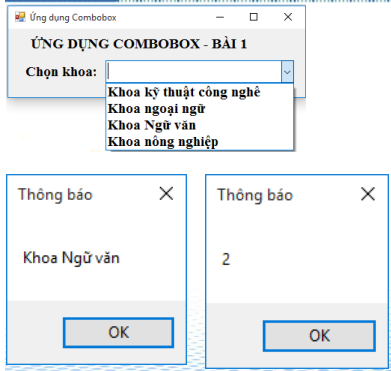 Ứng dụng Combobox
ỨNG DỤNG COMBOBOX - BÀI 1
Chọn khoa:
Khoa kỹ thuật công nghê
Khoa ngoại ngữ
Khoa Ngữ văn
Khoa nông nghiệp
Thông báo
Khoa Ngữ văn
OK
Thông báo
2
OK